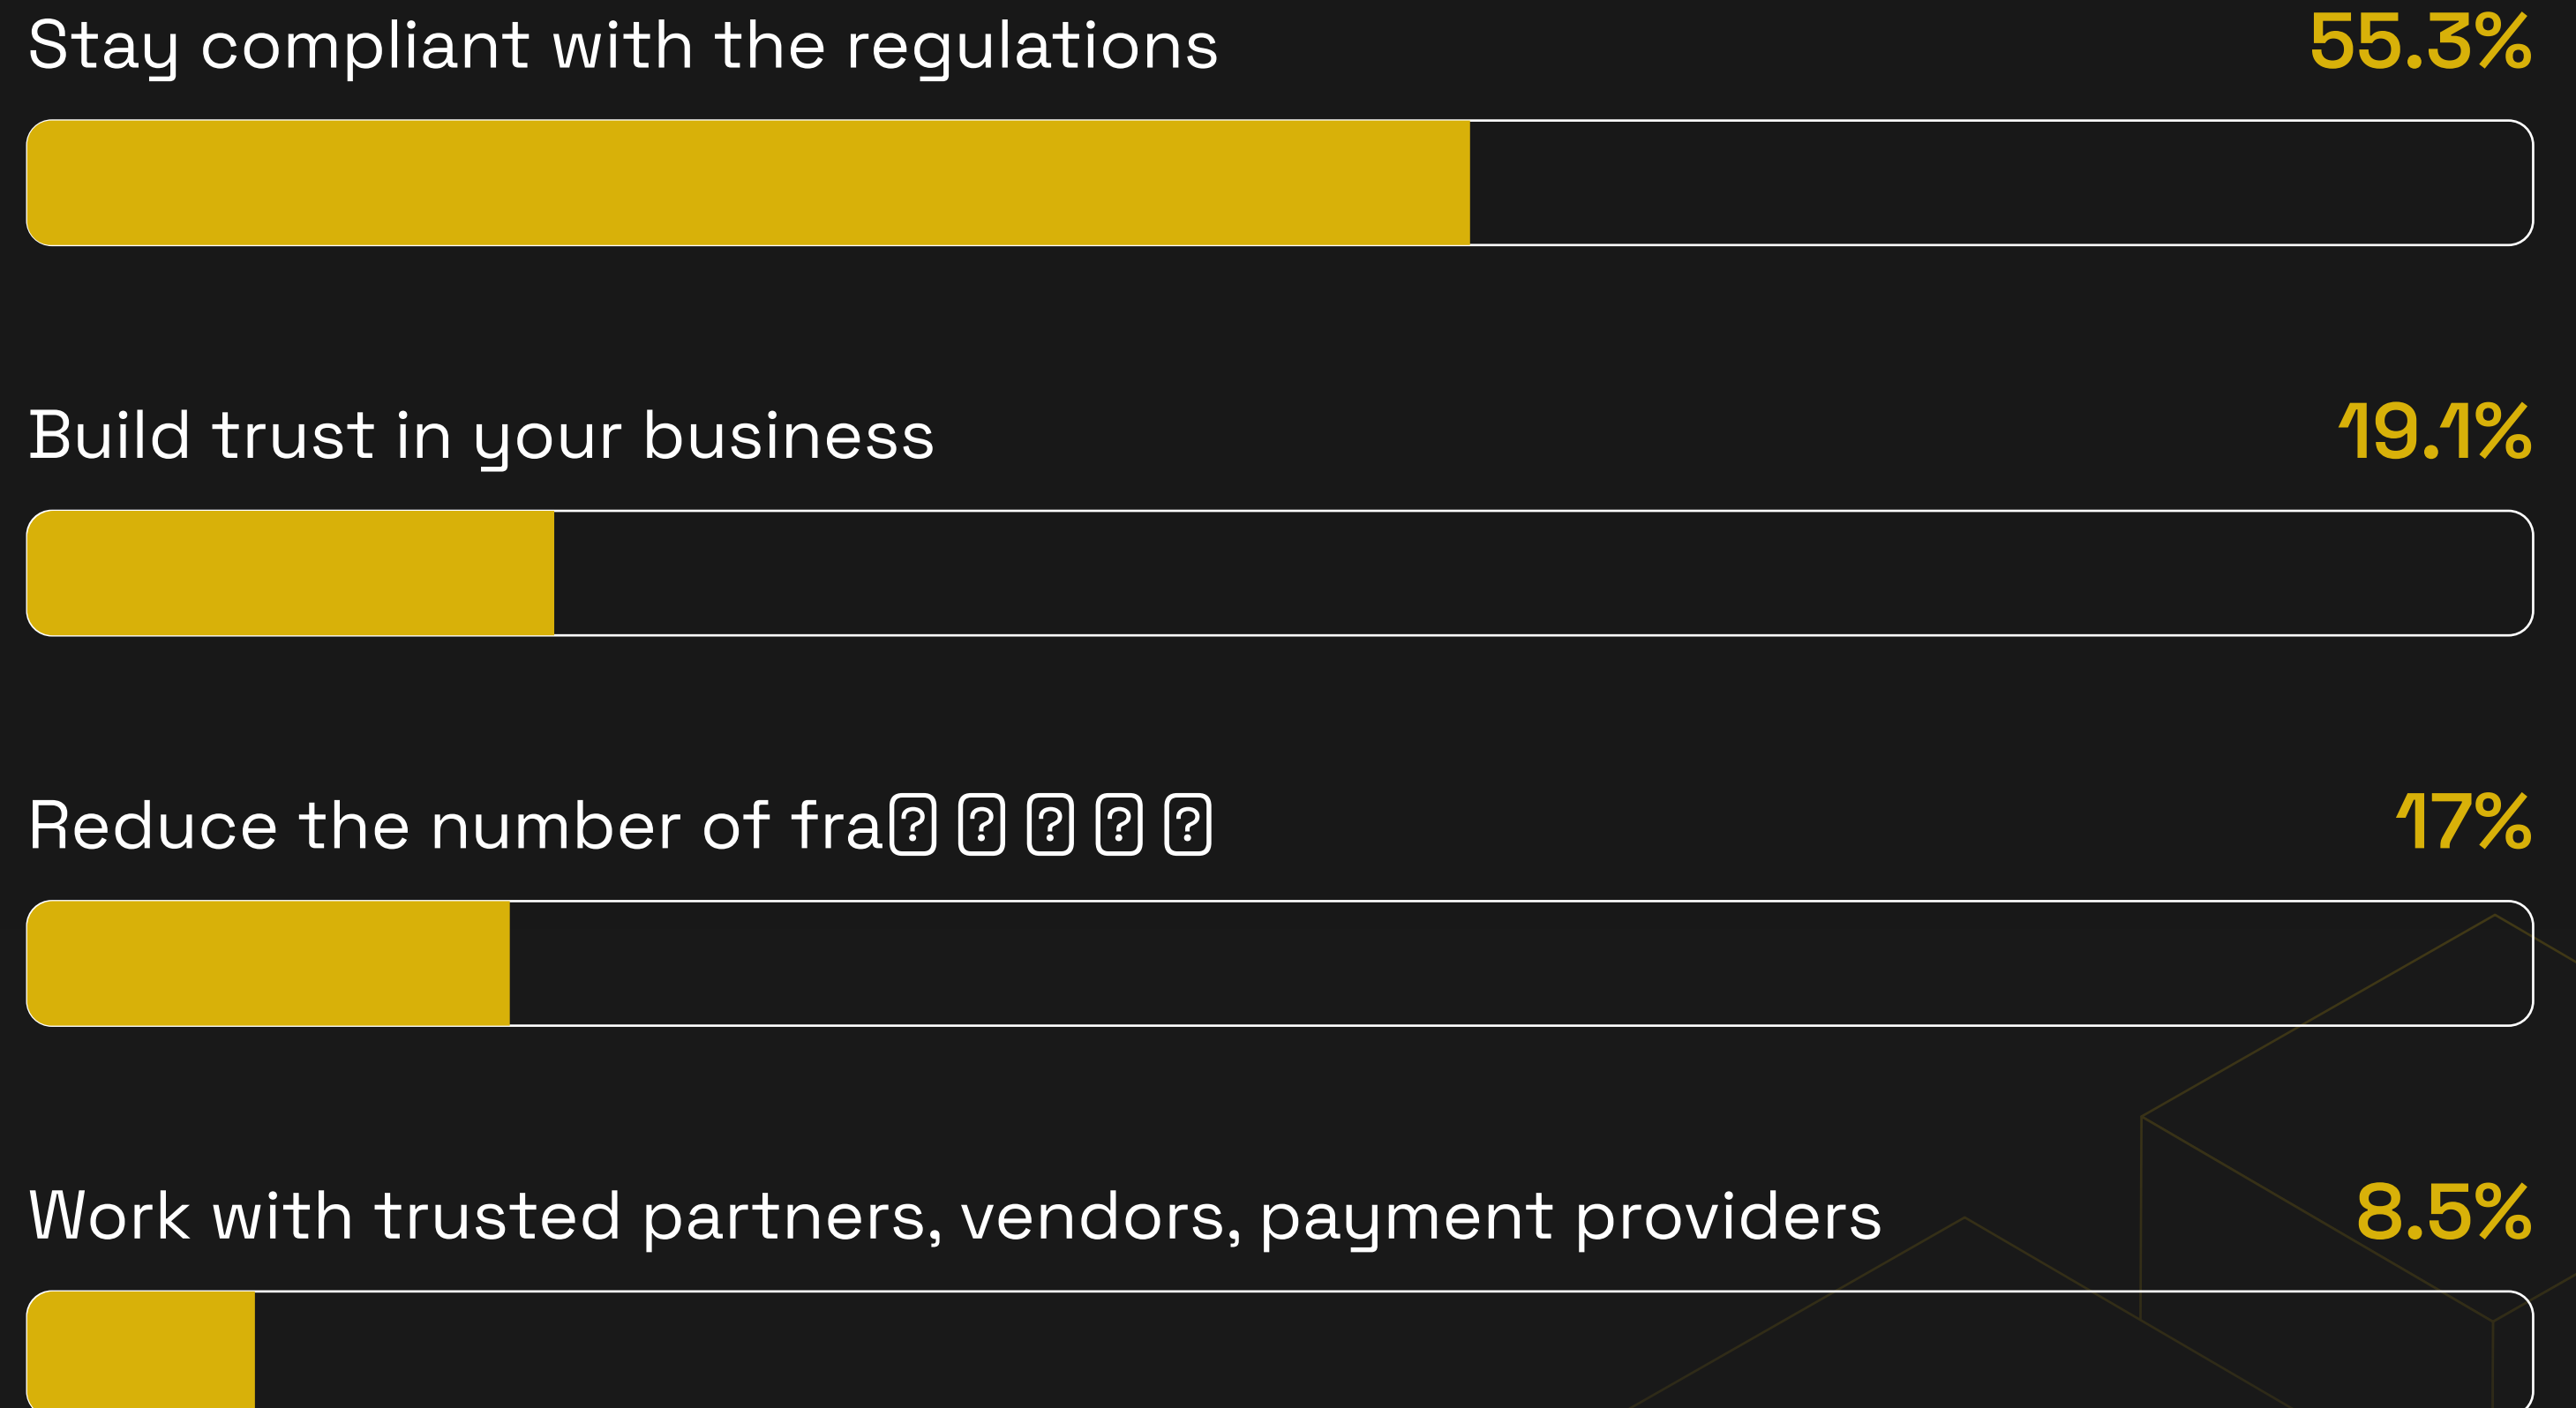 Stay compliant with the regulations 55.3%
Build trust in your business 19.1%
Reduce the number of 17%
Work with trusted partners, vendors, payment providers 8.5%